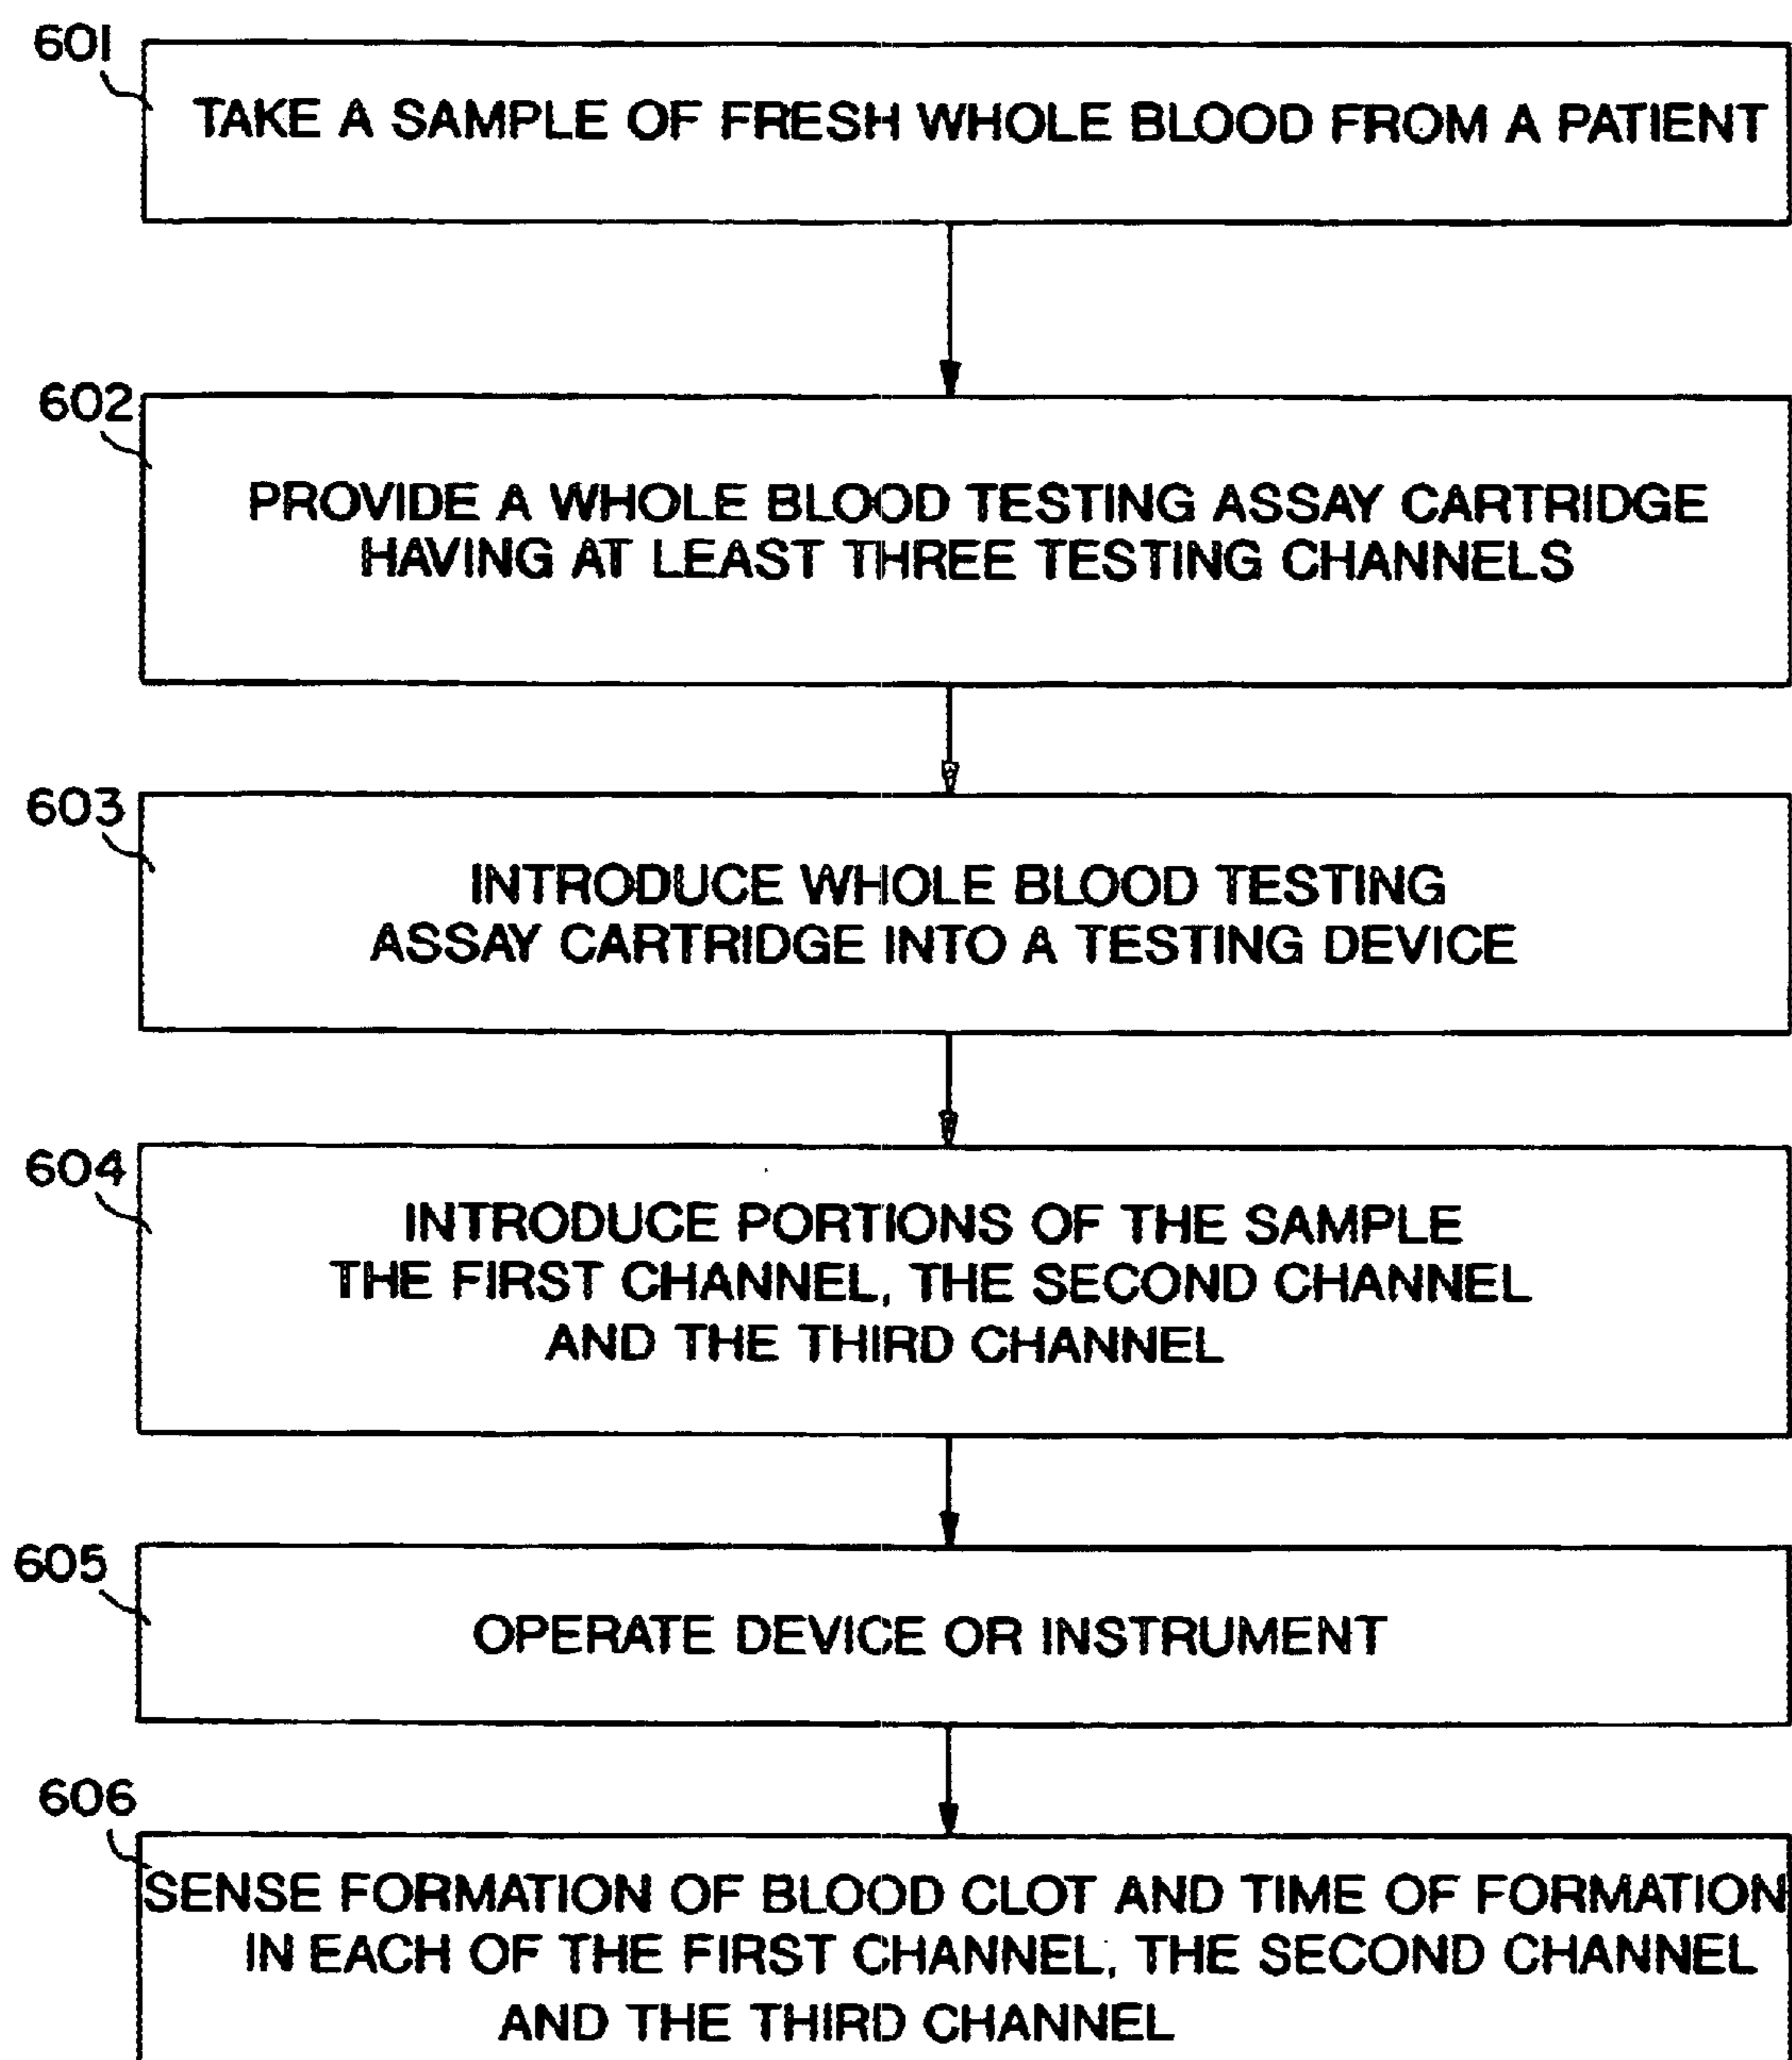 601
TAKE A SAMPLE OF FRESH WHOLE BLOOD FROM A PATIENT
602
PROVIDE A WHOLE BLOOD TESTING ASSAY CARTRIDGE
HAVING AT LEAST THREE TESTING CHANNELS
603
INTRODUCE WHOLE BLOOD TESTING
ASSAY CARTRIDGE INTO A TESTING DEVICE
604
INTRODUCE PORTIONS OF THE SAMPLE
THE FIRST CHANNEL, THE SECOND CHANNEL
AND THE THIRD CHANNEL
605
OPERATE DEVICE OR INSTRUMENT
606
SENSE FORMATION OF BLOOD CLOT AND TIME OF FORMATION
IN EACH OF THE FIRST CHANNEL, THE SECOND CHANNEL
AND THE THIRD CHANNEL